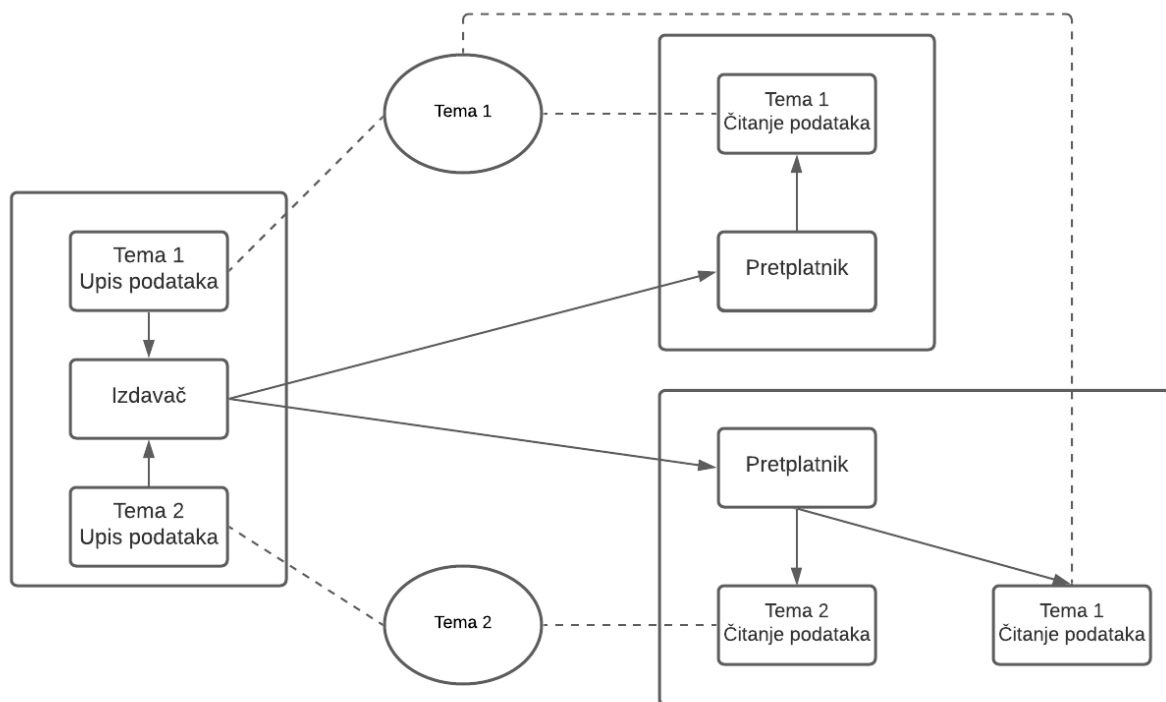 Tema 1
Tema 1
Čitanje podataka
Pretplatnik
Tema 1
Upis podataka
Izdavač
Tema 2
Upis podataka
Pretplatnik
Tema 2
Tema 2
Čitanje podataka
Tema 1
Čitanje podataka